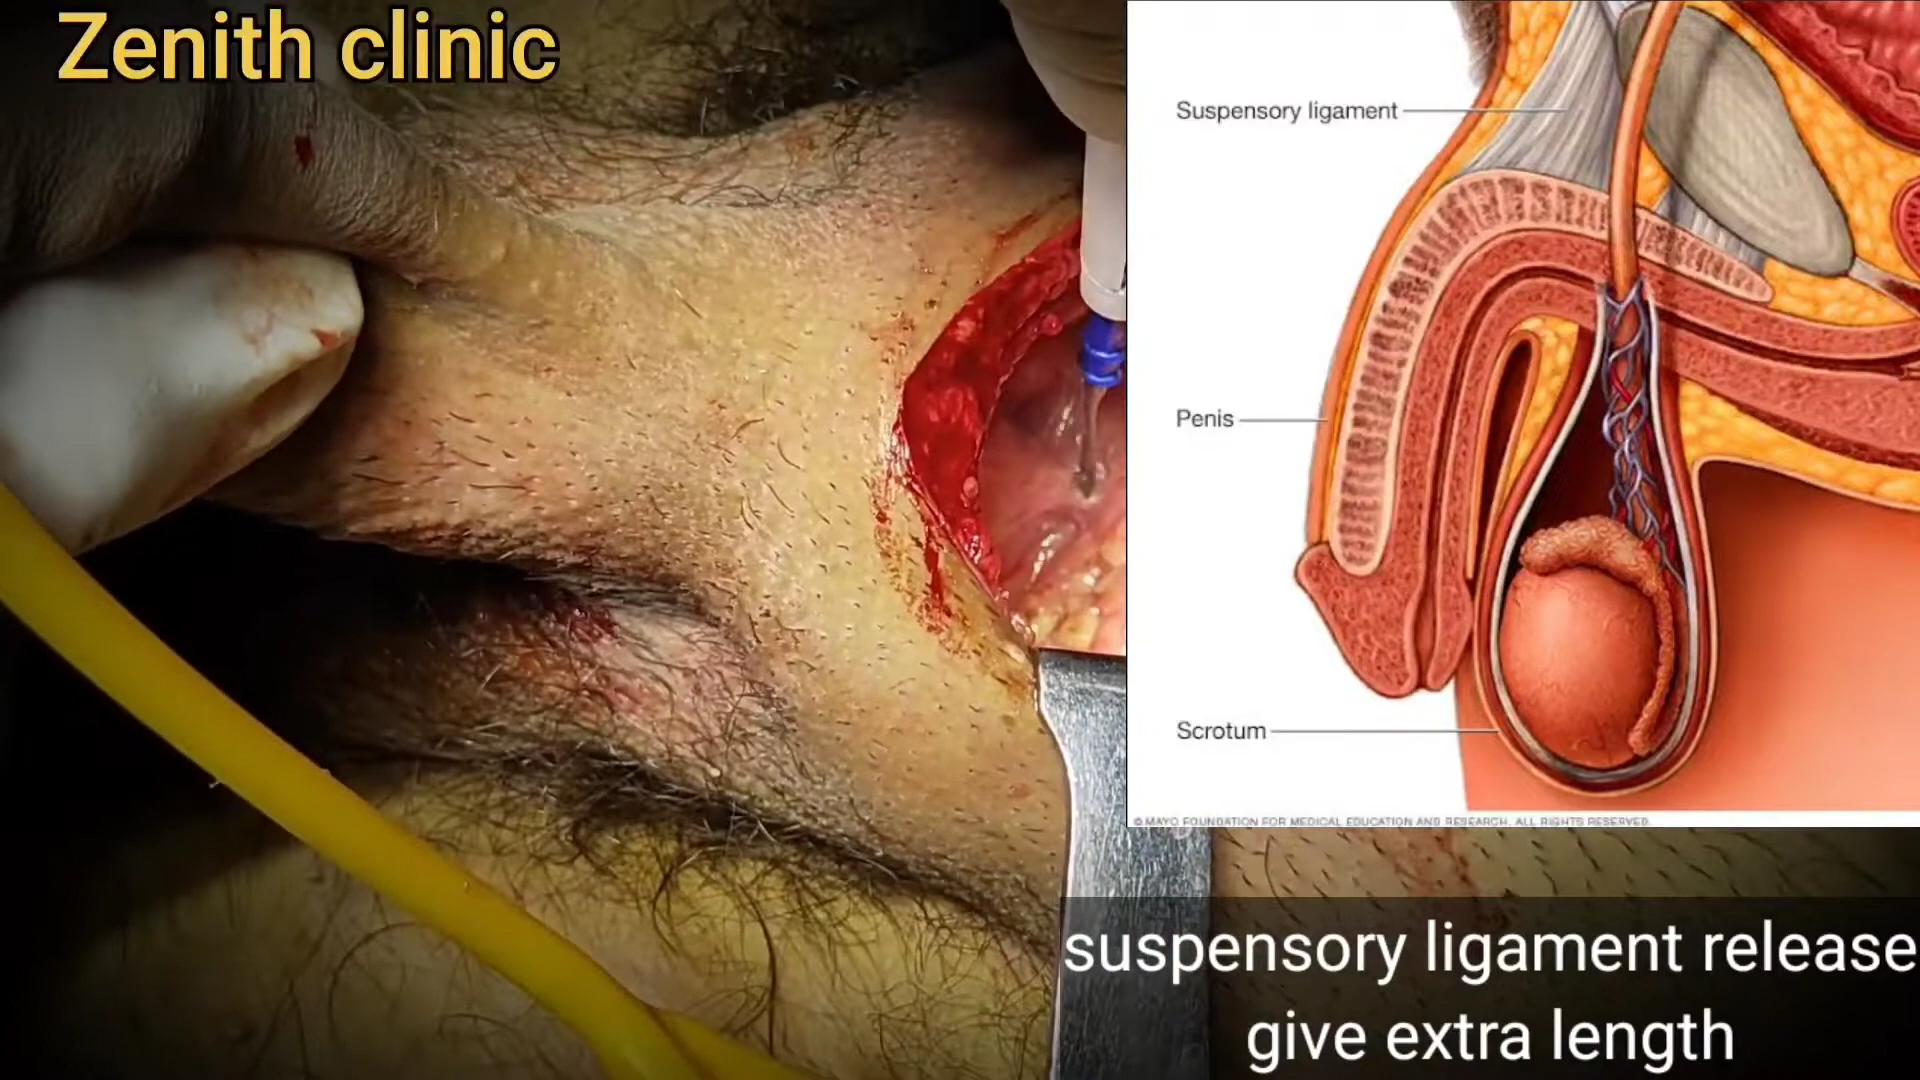 Zenith clinic
Suspensory ligament
Penis
Scrotum
© MAYO FOUNDATION FOR MEDICAL EDUCATION AND RESEARCH. ALL RIGHTS RESERVED.
suspensory ligament release
give extra length